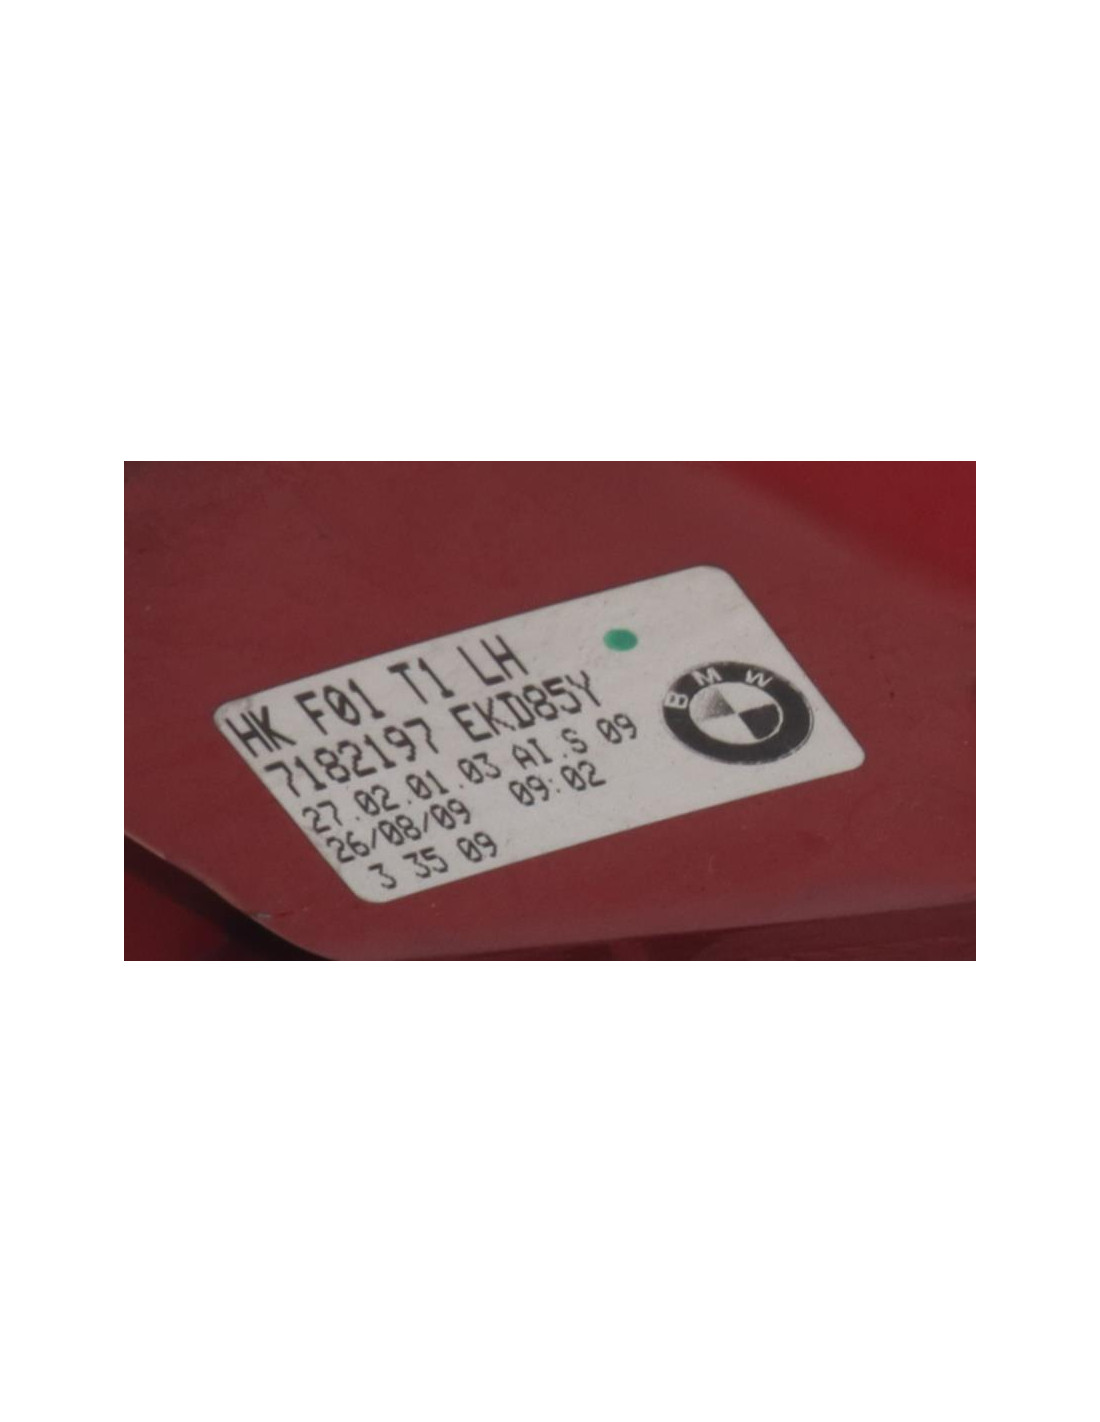 HK F01 T1 LH
7182197 EKD85Y
27.02.01.03 AI.S 09
26/08/09 09:02
3 35 09
BMW